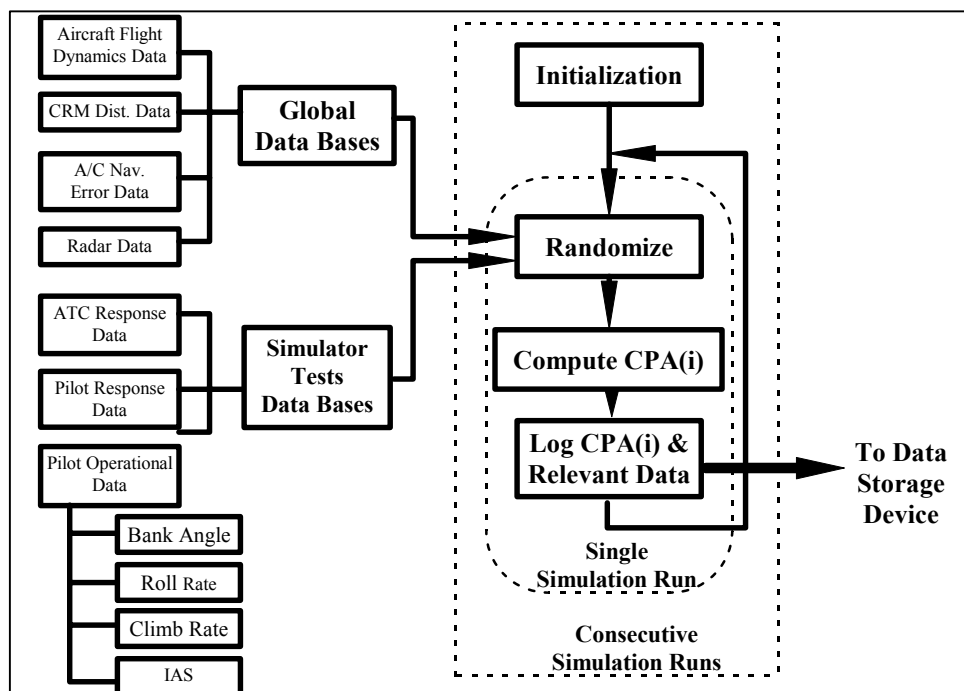 Aircraft Flight
Dynamics Data
CRM Dist. Data
A/C Nav.
Error Data
Radar Data
Global
Data Bases
ATC Response
Data
Pilot Response
Data
Simulator
Tests
Data Bases
Pilot Operational
Data
Bank Angle
Roll Rate
Climb Rate
IAS
Initialization
Randomize
Compute CPA(i)
Log CPA(i) &
Relevant Data
Single
Simulation Run
Consecutive
Simulation Runs
To Data
Storage
Device